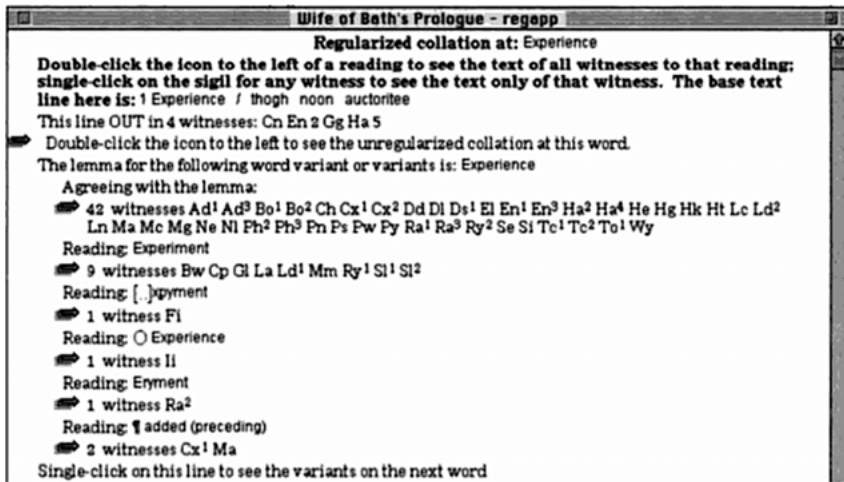 Wife of Bath's Prologue - regapp
Regularized collation at: Experience
Double-click the icon to the left of a reading to see the text of all witnesses to that reading;
single-click on the sigil for any witness to see the text only of that witness. The base text
line here is: 1 Experience / thogh noon auctoritee
This line OUT in 4 witnesses: Cn En 2 Gg Ha 5
Double-click the icon to the left to see the unregularized collation at this word.
The lemma for the following word variant or variants is: Experience
Agreeing with the lemma:
42 witnesses Ad¹ Ad³ Bo¹ Bo² Ch Cx¹ Cx² Dd Dl Ds¹ El En¹ En³ Ha² Ha⁴ He Hg Hk Ht Lc Ld²
Ln Ma Mc Mg Ne Nl Ph² Ph³ Pn Ps Pw Py Ra¹ Ra³ Ry² Se Si Tc¹ Tc² To¹ Wy
Reading: Experiment
9 witnesses Bw Cp Gl La Ld¹ Mm Ry¹ Sl¹ Sl²
Reading: [..]xpyment
1 witness Fi
Reading: O Experience
1 witness Ii
Reading: Eryment
1 witness Ra²
Reading: ¶ added (preceding)
2 witnesses Cx¹ Ma
Single-click on this line to see the variants on the next word